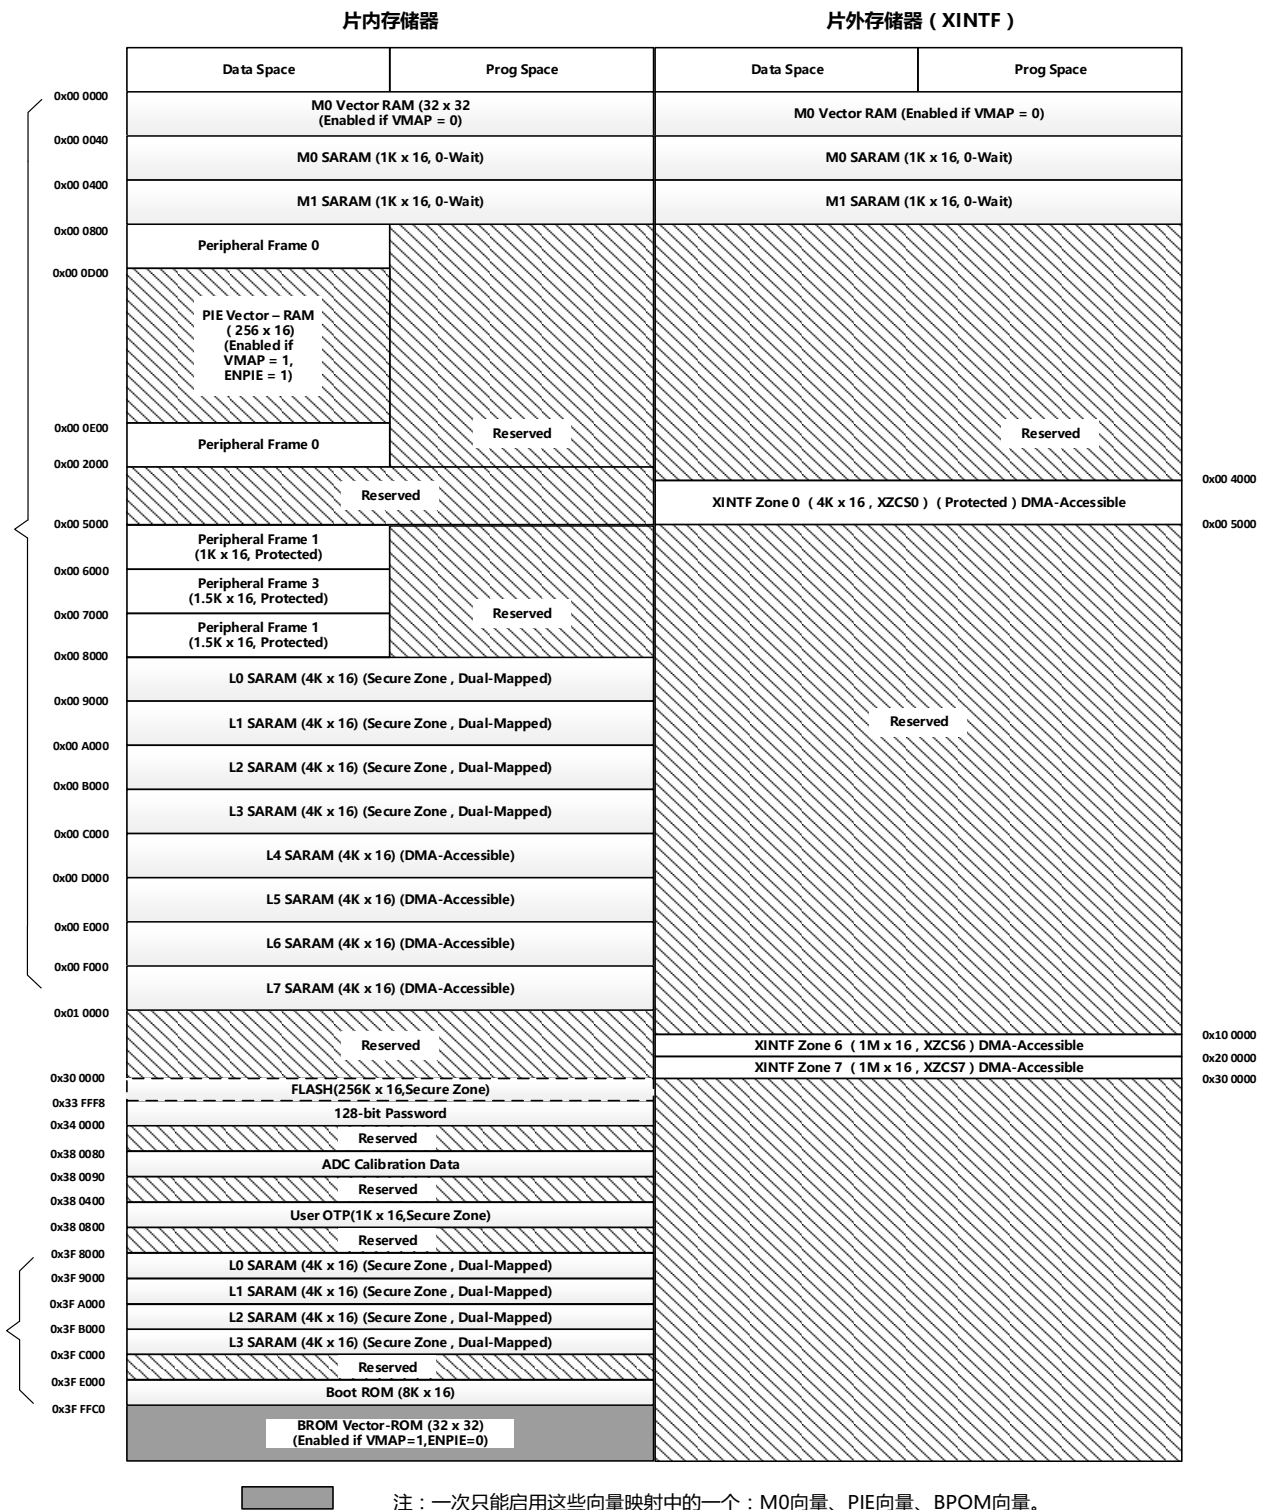 片内存储器
片外存储器（XINTF）
Data Space
Prog Space
Data Space
Prog Space
0x00 0000
M0 Vector RAM (32 x 32
(Enabled if VMAP = 0)
M0 Vector RAM (Enabled if VMAP = 0)
0x00 0040
M0 SARAM (1K x 16, 0-Wait)
M0 SARAM (1K x 16, 0-Wait)
0x00 0400
M1 SARAM (1K x 16, 0-Wait)
M1 SARAM (1K x 16, 0-Wait)
0x00 0800
Peripheral Frame 0
0x00 0D00
PIE Vector – RAM
( 256 x 16)
(Enabled if
VMAP = 1,
ENPIE = 1)
0x00 0E00
Peripheral Frame 0
Reserved
Reserved
0x00 2000
Reserved
0x00 4000
XINTF Zone 0 （4K x 16 , XZCS0 ）( Protected ) DMA-Accessible
0x00 5000
0x00 5000
Peripheral Frame 1
(1K x 16, Protected)
0x00 6000
Peripheral Frame 3
(1.5K x 16, Protected)
Reserved
0x00 7000
Peripheral Frame 1
(1.5K x 16, Protected)
0x00 8000
L0 SARAM (4K x 16) (Secure Zone , Dual-Mapped)
0x00 9000
L1 SARAM (4K x 16) (Secure Zone , Dual-Mapped)
Reserved
0x00 A000
L2 SARAM (4K x 16) (Secure Zone , Dual-Mapped)
0x00 B000
L3 SARAM (4K x 16) (Secure Zone , Dual-Mapped)
0x00 C000
L4 SARAM (4K x 16) (DMA-Accessible)
0x00 D000
L5 SARAM (4K x 16) (DMA-Accessible)
0x00 E000
L6 SARAM (4K x 16) (DMA-Accessible)
0x00 F000
L7 SARAM (4K x 16) (DMA-Accessible)
0x01 0000
Reserved
0x10 0000
XINTF Zone 6 （1M x 16 , XZCS6 ) DMA-Accessible
0x20 0000
XINTF Zone 7 （1M x 16 , XZCS7 ) DMA-Accessible
0x30 0000
0x30 0000
FLASH(256K x 16,Secure Zone)
0x33 FFF8
128-bit Password
0x34 0000
Reserved
0x38 0080
ADC Calibration Data
0x38 0090
Reserved
0x38 0400
User OTP(1K x 16,Secure Zone)
0x38 0800
Reserved
0x3F 8000
L0 SARAM (4K x 16) (Secure Zone , Dual-Mapped)
0x3F 9000
L1 SARAM (4K x 16) (Secure Zone , Dual-Mapped)
0x3F A000
L2 SARAM (4K x 16) (Secure Zone , Dual-Mapped)
0x3F B000
L3 SARAM (4K x 16) (Secure Zone , Dual-Mapped)
0x3F C000
Reserved
0x3F E000
Boot ROM (8K x 16)
0x3F FFC0
BROM Vector-ROM (32 x 32)
(Enabled if VMAP=1,ENPIE=0)
注：一次只能启用这些向量映射中的一个：M0向量、PIE向量、BPOM向量。